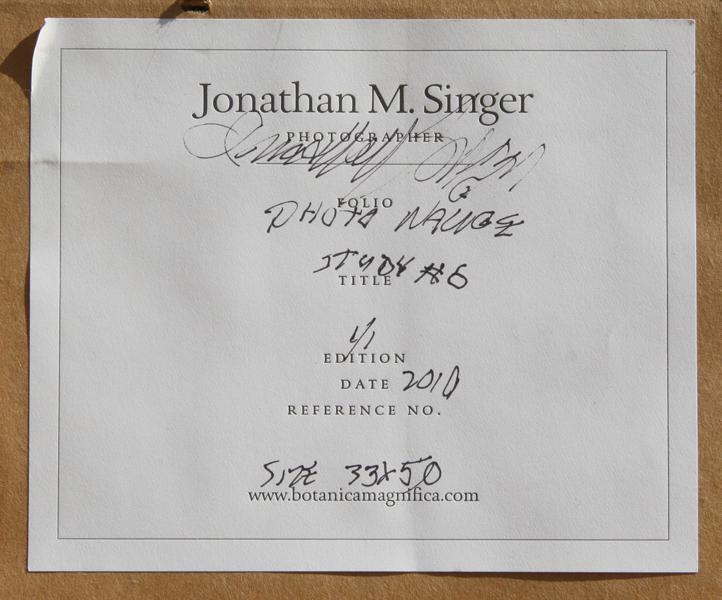 Jonathan M. Singer
PHOTOGRAPHER
FOLIO
PHOTO
STUDY #6
TITLE
1/1
EDITION
DATE 2010
REFERENCE NO.
SIZE 33X50
www.botanicamagnifica.com